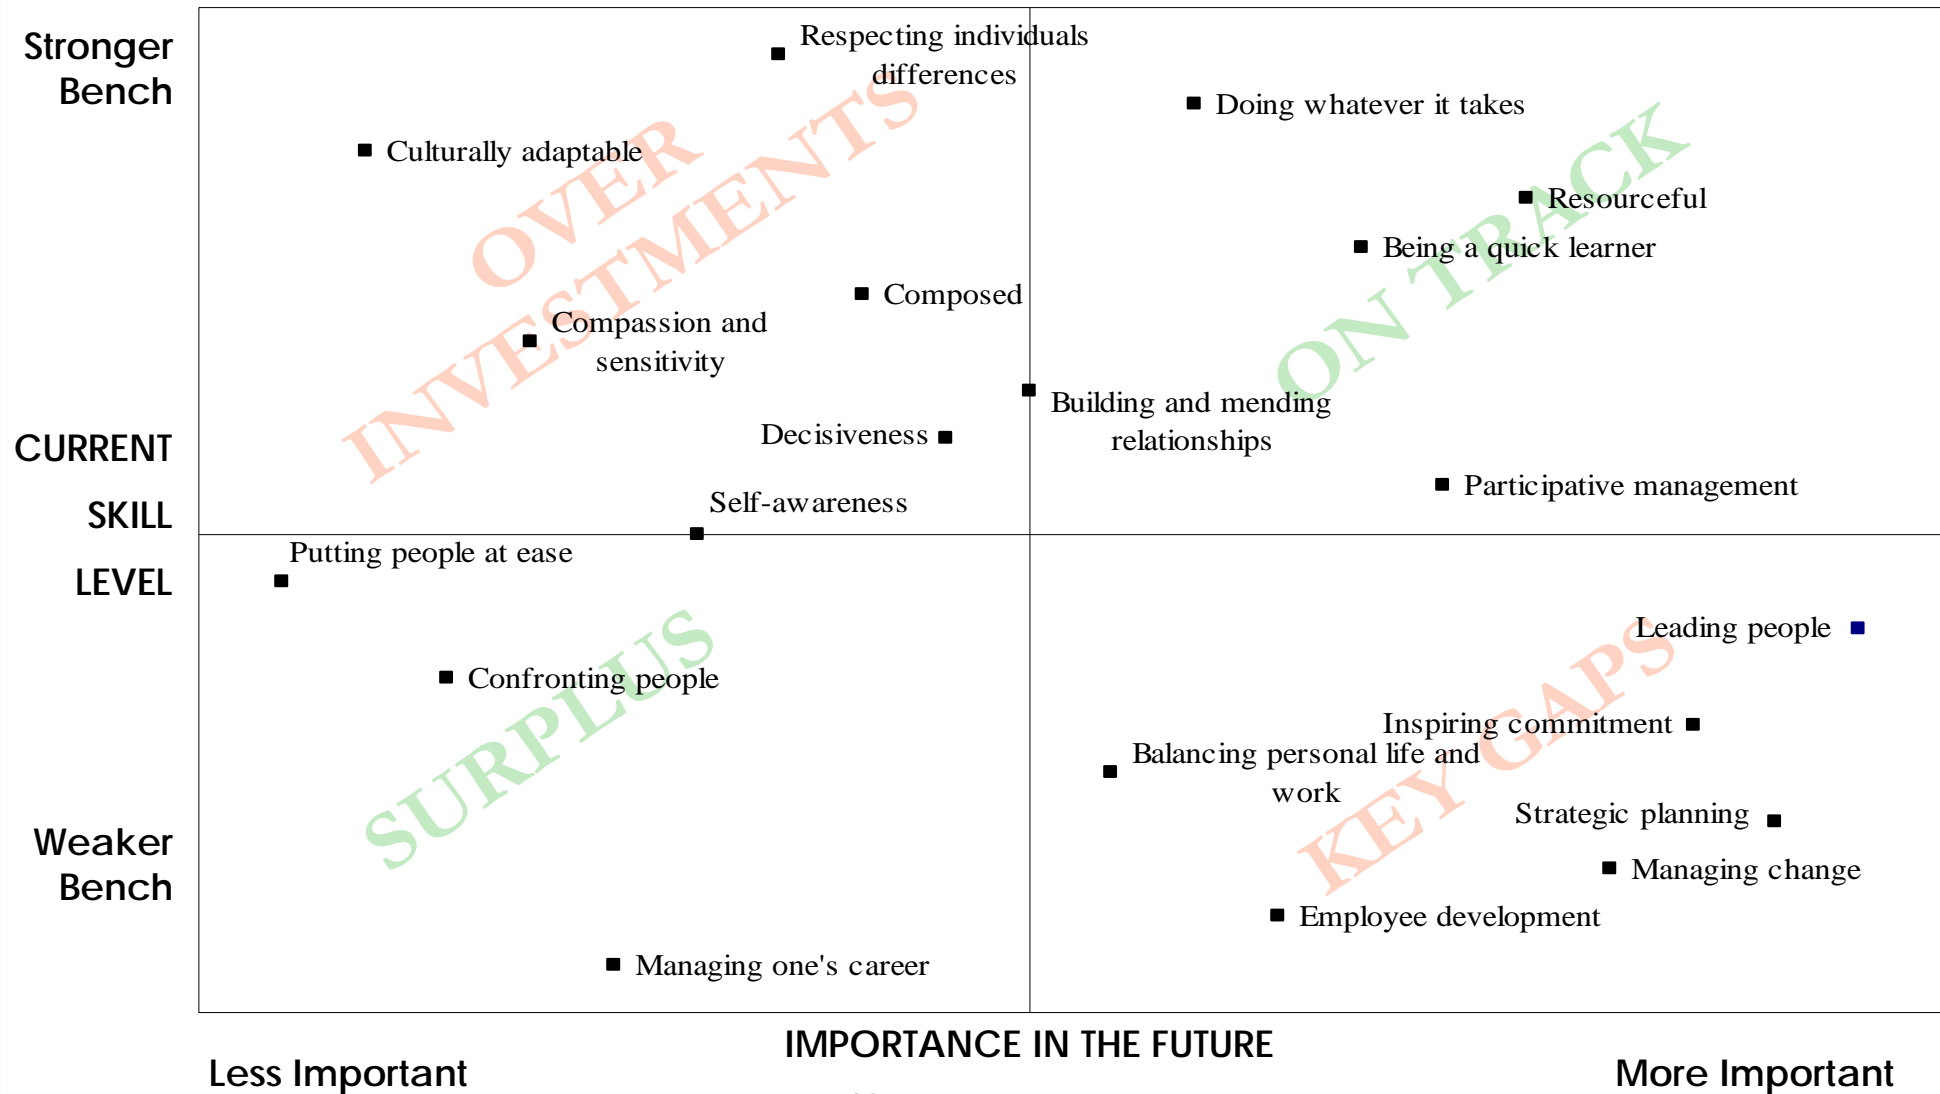 Stronger
Bench
Respecting individuals
differences
Doing whatever it takes
Culturally adaptable
OVER
INVESTMENTS
ON TRACK
Resourceful
Being a quick learner
Composed
Compassion and
sensitivity
Building and mending
relationships
Decisiveness
CURRENT
SKILL
LEVEL
Participative management
Self-awareness
Putting people at ease
Leading people
SURPLUS
KEY GAPS
Confronting people
Inspiring commitment
Balancing personal life and
work
Strategic planning
Weaker
Bench
Managing change
Employee development
Managing one's career
IMPORTANCE IN THE FUTURE
Less Important
More Important